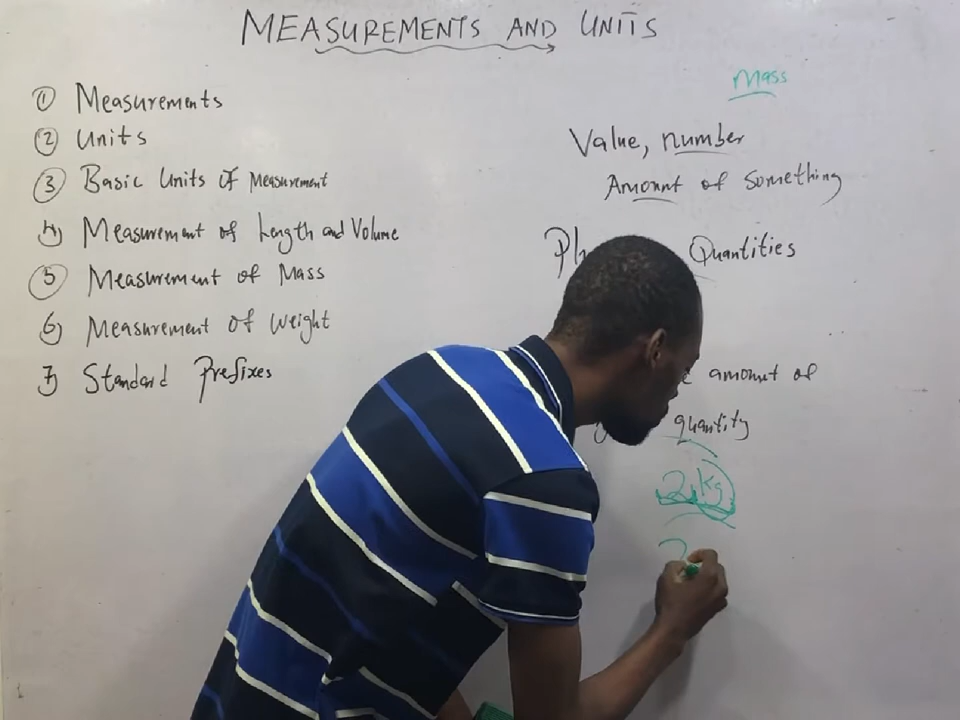 MEASUREMENTS AND UNITS
① Measurements
② Units
③ Basic Units of Measurement
4) Measurement of Length and Volume
⑤ Measurement of Mass
6) Measurement of Weight
7) Standard Prefixes
Mass
Value, number
Amount of Something
Quantities
amount of
quantity
2kg
2